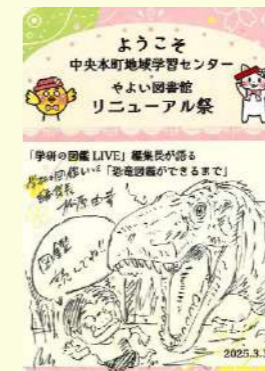 ようこそ
中央本町地域学習センター
やよい図書館
リニューアル祭
「学研の図鑑LIVE」編集長が語る
「恐竜図鑑ができるまで」
図鑑
読んでね!!
2025.3.